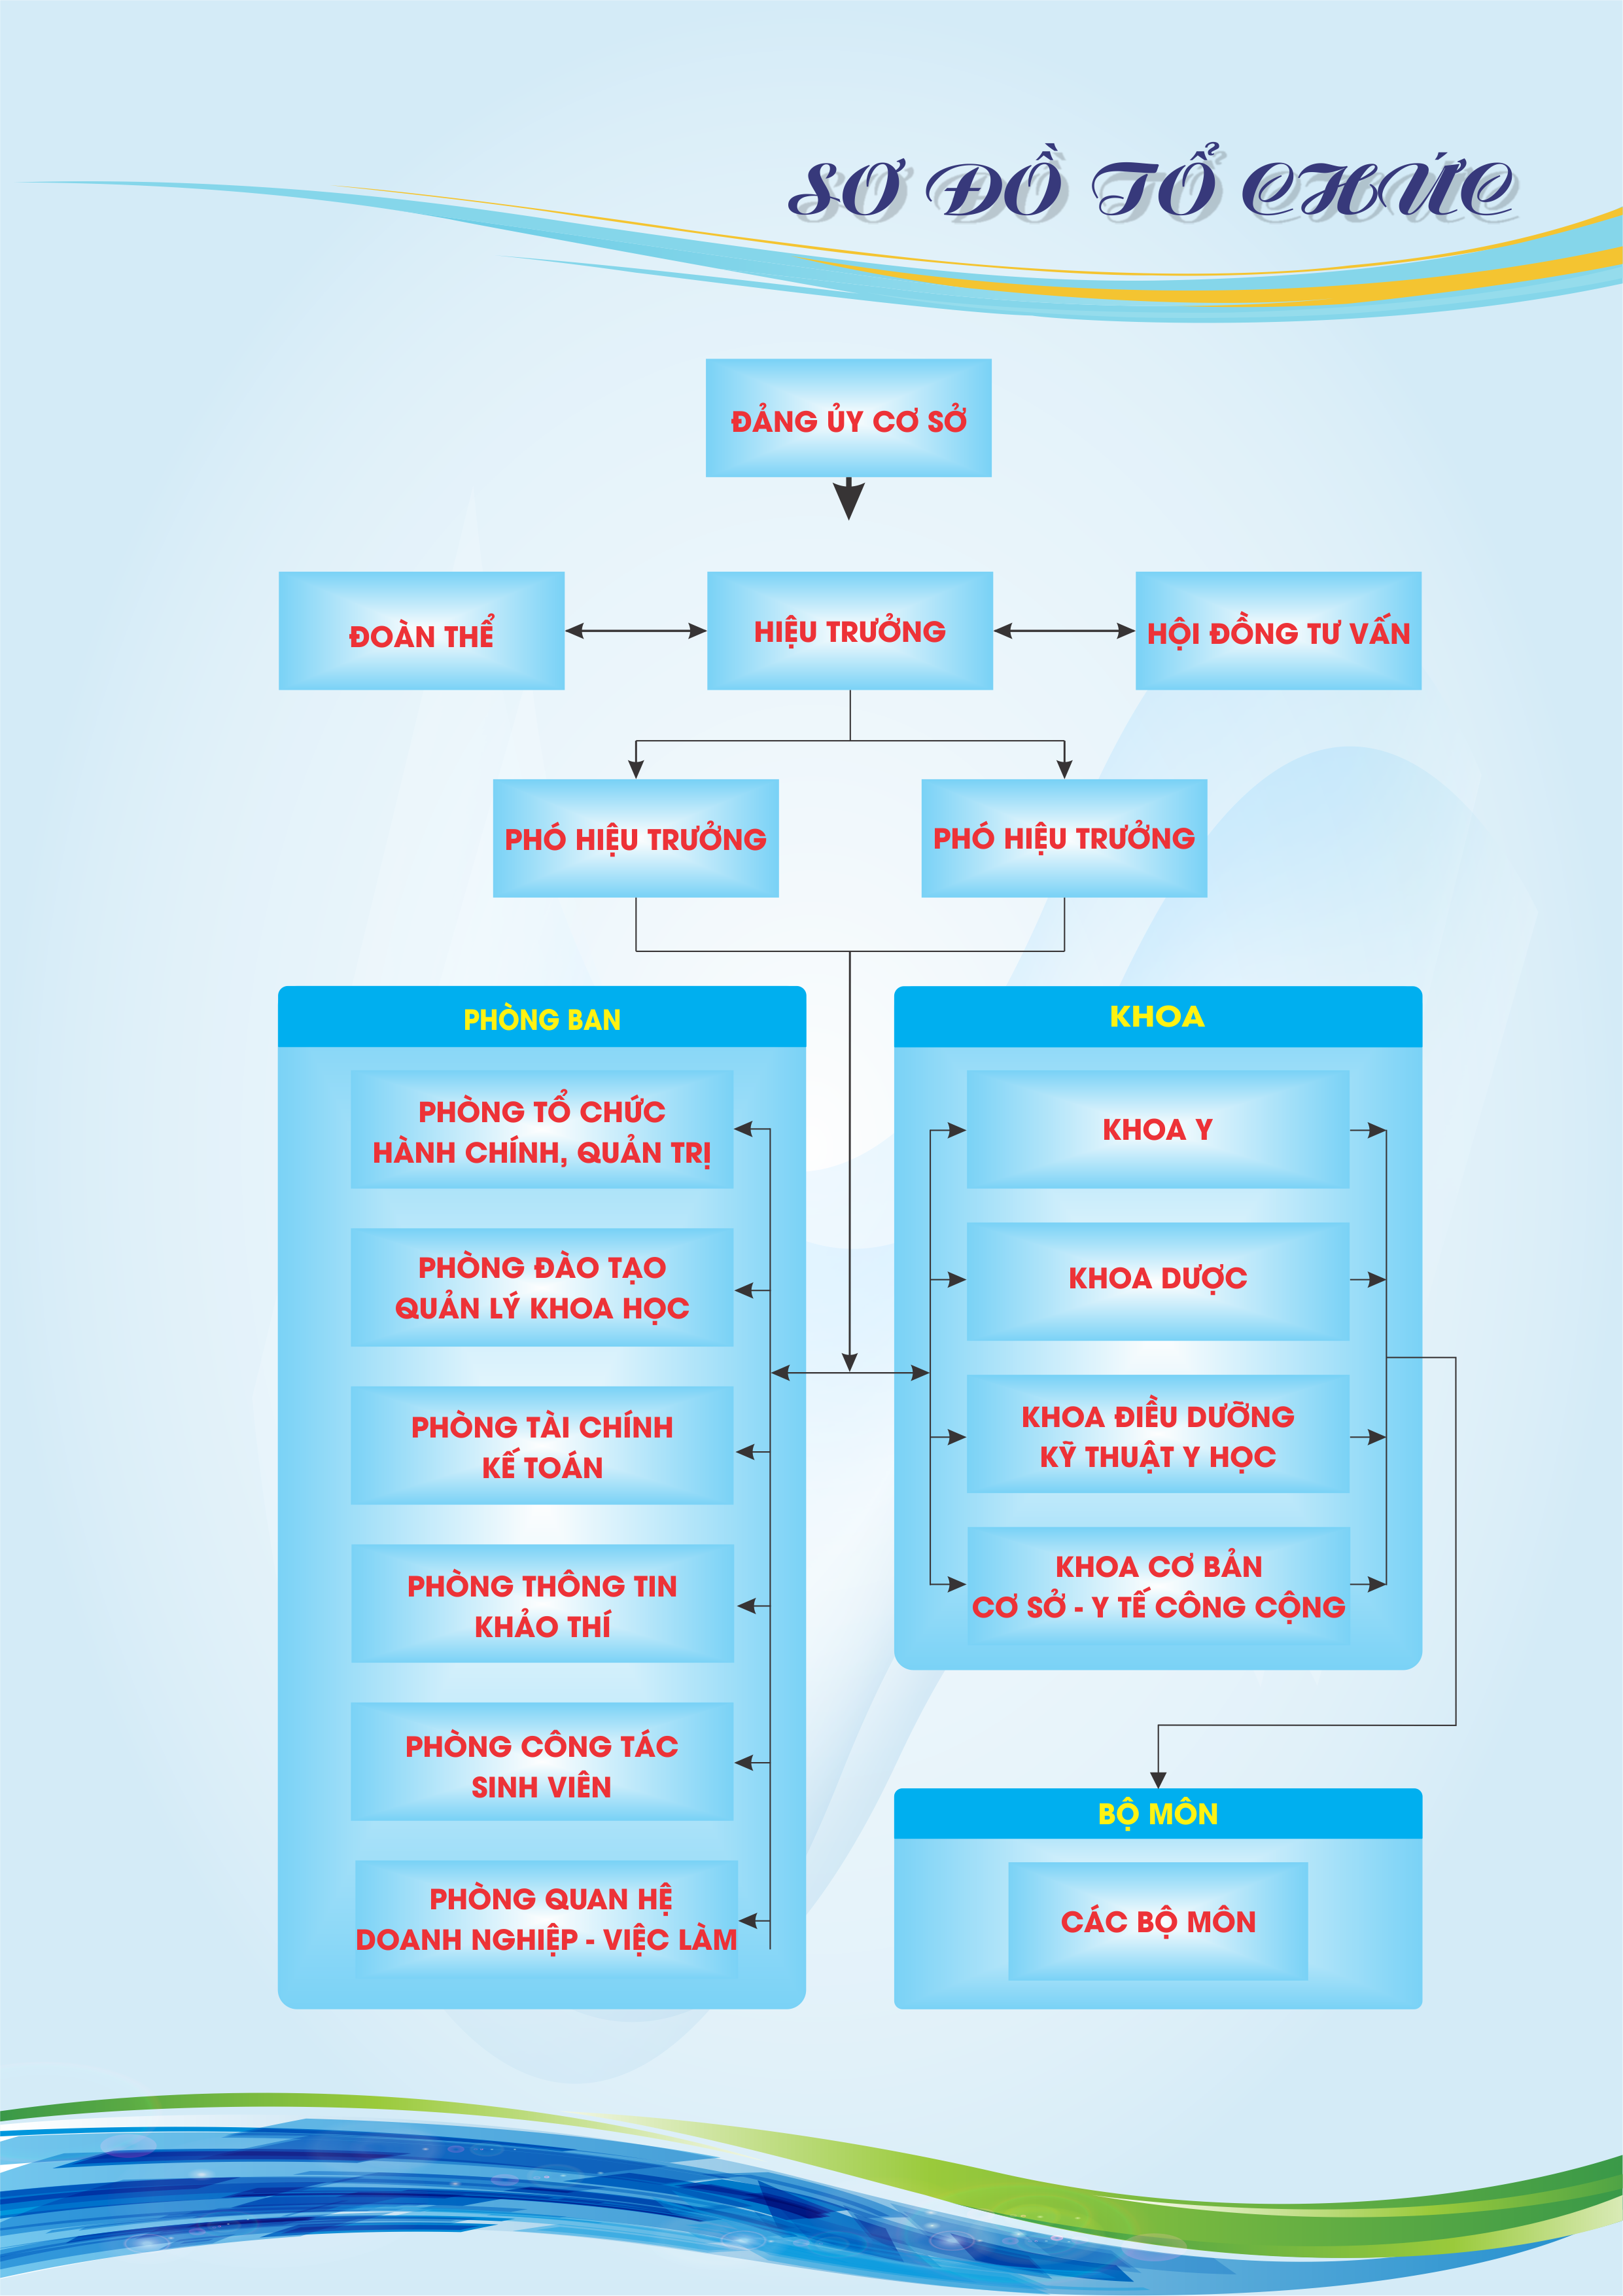 SƠ ĐỒ TỔ CHỨC
ĐẢNG ỦY CƠ SỞ
ĐOÀN THỂ
HIỆU TRƯỞNG
HỘI ĐỒNG TƯ VẤN
PHÓ HIỆU TRƯỞNG
PHÓ HIỆU TRƯỞNG
PHÒNG BAN
PHÒNG TỔ CHỨC
HÀNH CHÍNH, QUẢN TRỊ
PHÒNG ĐÀO TẠO
QUẢN LÝ KHOA HỌC
PHÒNG TÀI CHÍNH
KẾ TOÁN
PHÒNG THÔNG TIN
KHẢO THÍ
PHÒNG CÔNG TÁC
SINH VIÊN
PHÒNG QUAN HỆ
DOANH NGHIỆP - VIỆC LÀM
KHOA
KHOA Y
KHOA DƯỢC
KHOA ĐIỀU DƯỠNG
KỸ THUẬT Y HỌC
KHOA CƠ BẢN
CƠ SỞ - Y TẾ CÔNG CỘNG
BỘ MÔN
CÁC BỘ MÔN